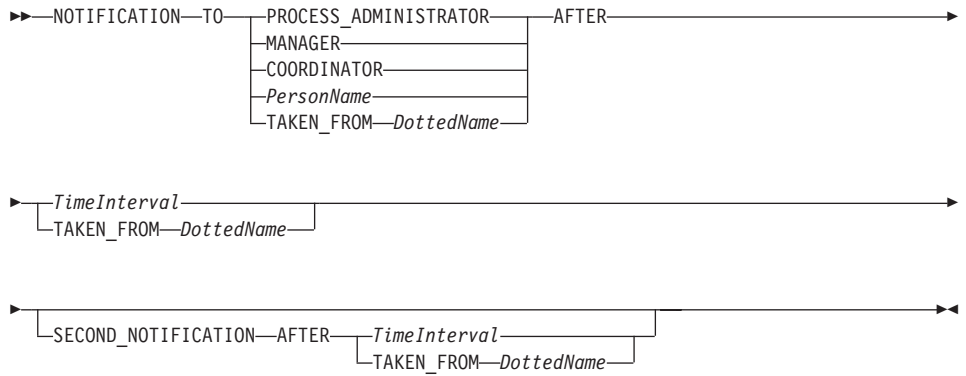 NOTIFICATION TO PROCESS_ADMINISTRATOR AFTER
MANAGER
COORDINATOR
PersonName
TAKEN_FROM DottedName
TimeInterval
TAKEN_FROM DottedName
SECOND_NOTIFICATION AFTER TimeInterval
TAKEN_FROM DottedName